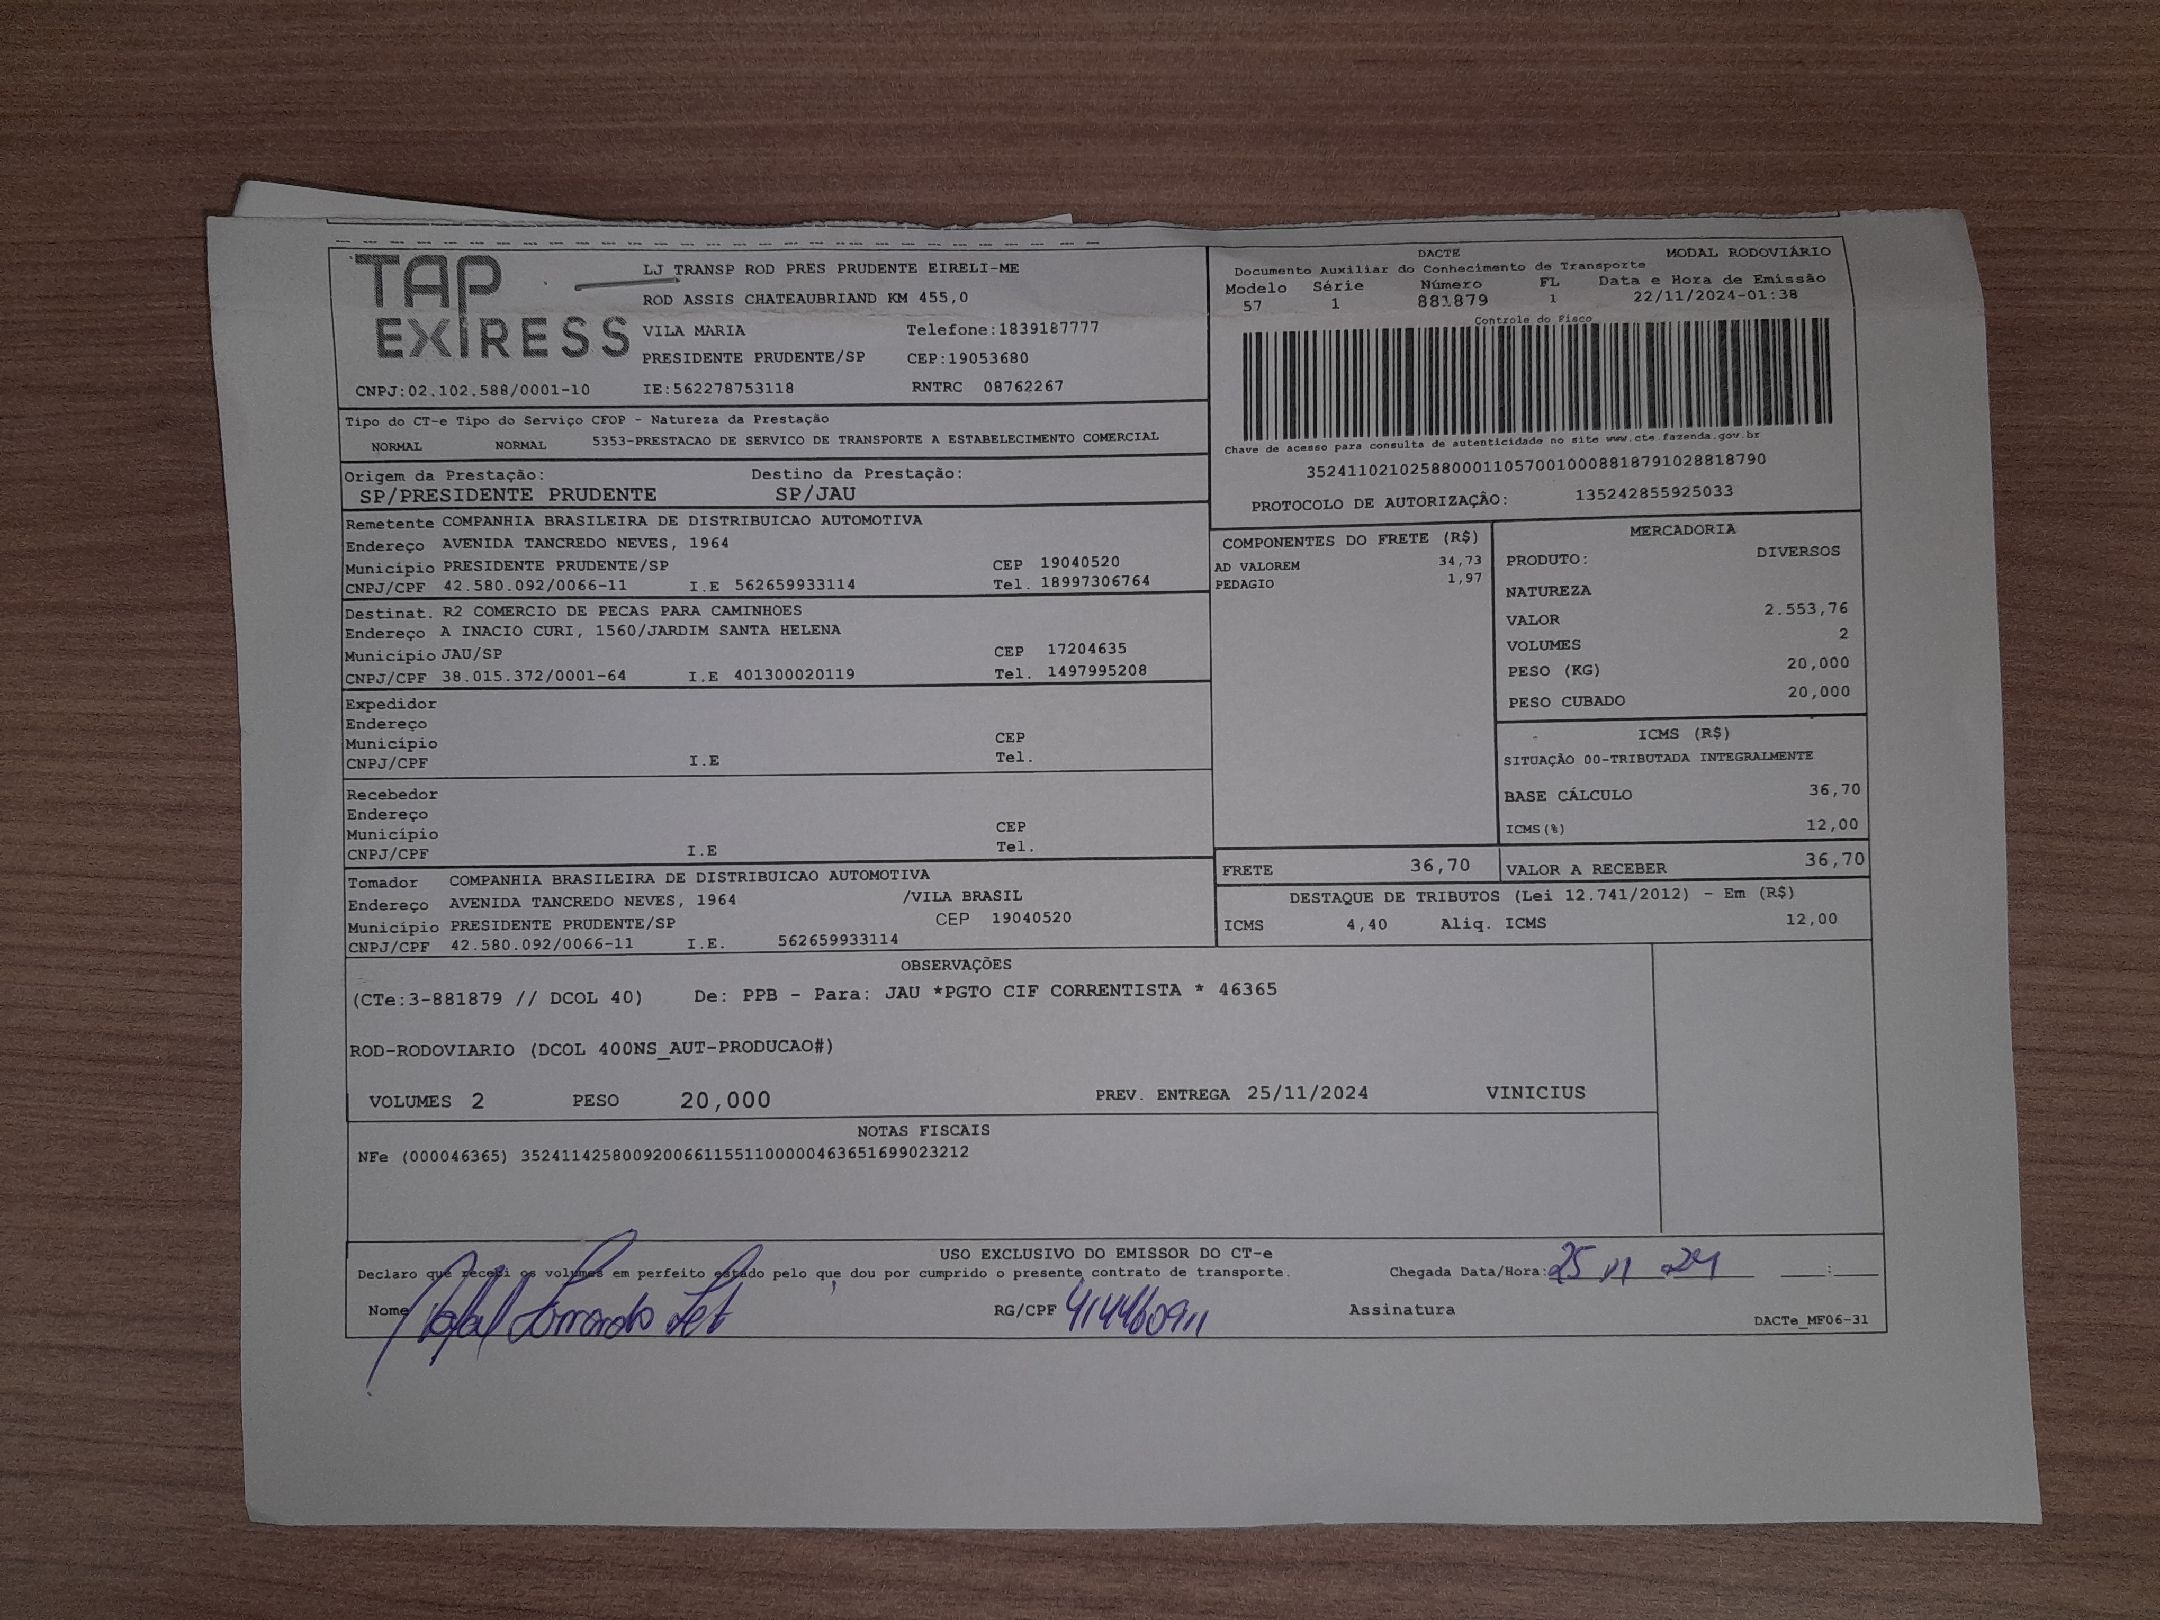 TAP
EXPRESS
LJ TRANSP ROD PRES PRUDENTE EIRELI-ME
ROD ASSIS CHATEAUBRIAND KM 455,0
VILA MARIA Telefone:1839187777
PRESIDENTE PRUDENTE/SP CEP:19053680
CNPJ:02.102.588/0001-10 IE:562278753118 RNTRC 08762267
DACTE MODAL RODOVIÁRIO
Documento Auxiliar do Conhecimento de Transporte
Modelo Série Número FL Data e Hora de Emissão
57 1 881879 1 22/11/2024-01:38
Controle do Fisco
Chave de acesso para consulta de autenticidade no site www.cte.fazenda.gov.br
35241102102588000110570010008818791028818790
PROTOCOLO DE AUTORIZAÇÃO: 135242855925033
Tipo do CT-e Tipo do Serviço CFOP - Natureza da Prestação
NORMAL NORMAL 5353-PRESTACAO DE SERVICO DE TRANSPORTE A ESTABELECIMENTO COMERCIAL
Origem da Prestação: Destino da Prestação:
SP/PRESIDENTE PRUDENTE SP/JAU
Remetente COMPANHIA BRASILEIRA DE DISTRIBUICAO AUTOMOTIVA
Endereço AVENIDA TANCREDO NEVES, 1964
Município PRESIDENTE PRUDENTE/SP CEP 19040520
CNPJ/CPF 42.580.092/0066-11 I.E 562659933114 Tel. 18997306764
Destinat. R2 COMERCIO DE PECAS PARA CAMINHOES
Endereço A INACIO CURI, 1560/JARDIM SANTA HELENA
Município JAU/SP CEP 17204635
CNPJ/CPF 38.015.372/0001-64 I.E 401300020119 Tel. 1497995208
Expedidor
Endereço
Município CEP
CNPJ/CPF I.E Tel.
Recebedor
Endereço
Município CEP
CNPJ/CPF I.E Tel.
Tomador COMPANHIA BRASILEIRA DE DISTRIBUICAO AUTOMOTIVA
Endereço AVENIDA TANCREDO NEVES, 1964 /VILA BRASIL
Município PRESIDENTE PRUDENTE/SP CEP 19040520
CNPJ/CPF 42.580.092/0066-11 I.E. 562659933114
COMPONENTES DO FRETE (R$)
AD VALOREM 34,73
PEDAGIO 1,97
MERCADORIA
PRODUTO: DIVERSOS
NATUREZA
VALOR 2.553,76
VOLUMES 2
PESO (KG) 20,000
PESO CUBADO 20,000
ICMS (R$)
SITUAÇÃO 00-TRIBUTADA INTEGRALMENTE
BASE CÁLCULO 36,70
ICMS(%) 12,00
FRETE 36,70 VALOR A RECEBER 36,70
DESTAQUE DE TRIBUTOS (Lei 12.741/2012) - Em (R$)
ICMS 4,40 Aliq. ICMS 12,00
OBSERVAÇÕES
(CTe:3-881879 // DCOL 40) De: PPB - Para: JAU *PGTO CIF CORRENTISTA * 46365
ROD-RODOVIARIO (DCOL 400NS_AUT-PRODUCAO#)
VOLUMES 2 PESO 20,000 PREV. ENTREGA 25/11/2024 VINICIUS
NOTAS FISCAIS
NFe (000046365) 35241142580092006611551100000463651699023212
USO EXCLUSIVO DO EMISSOR DO CT-e
Declaro que recebi os volumes em perfeito estado pelo que dou por cumprido o presente contrato de transporte. Chegada Data/Hora: 25 11 24 :
Nome RG/CPF Assinatura
DACTe_MF06-31